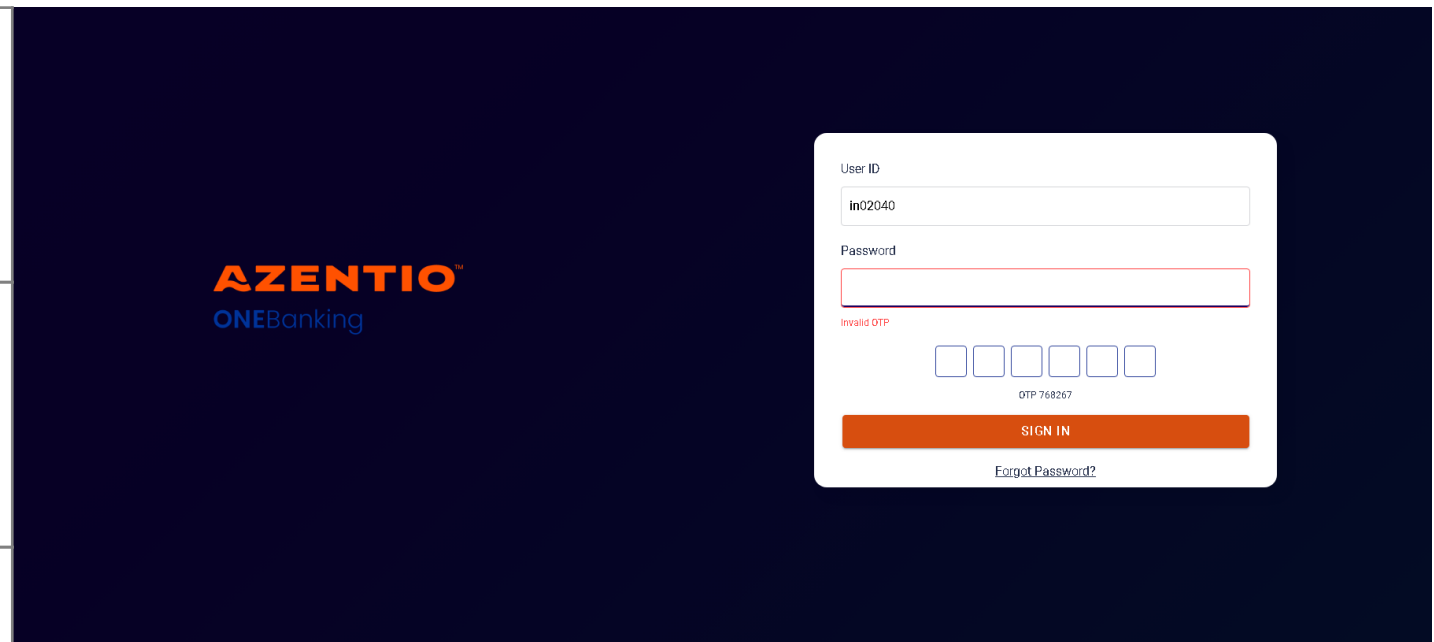 AZENTIO™
ONEBanking
User ID
in02040
Password
Invalid OTP
OTP 768267
SIGN IN
Forgot Password?